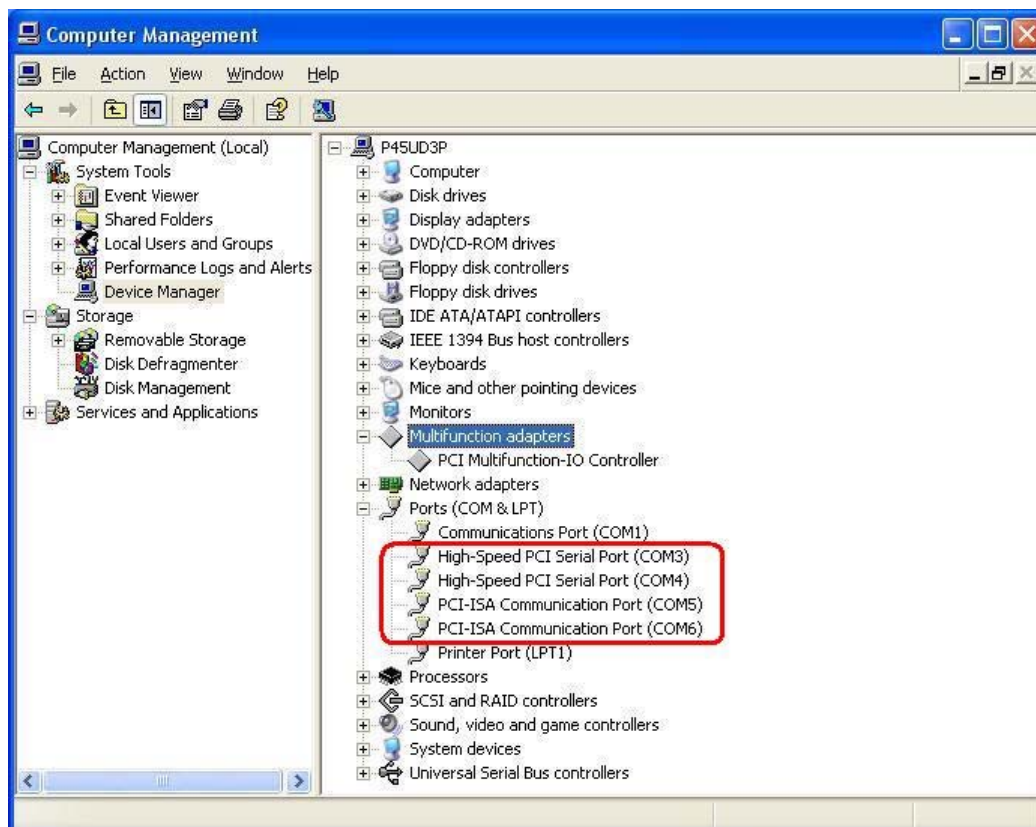 Computer Management
File Action View Window Help
Computer Management (Local)
System Tools
Event Viewer
Shared Folders
Local Users and Groups
Performance Logs and Alerts
Device Manager
Storage
Removable Storage
Disk Defragmenter
Disk Management
Services and Applications
P45UD3P
Computer
Disk drives
Display adapters
DVD/CD-ROM drives
Floppy disk controllers
Floppy disk drives
IDE ATA/ATAPI controllers
IEEE 1394 Bus host controllers
Keyboards
Mice and other pointing devices
Monitors
Multifunction adapters
PCI Multifunction-IO Controller
Network adapters
Ports (COM & LPT)
Communications Port (COM1)
High-Speed PCI Serial Port (COM3)
High-Speed PCI Serial Port (COM4)
PCI-ISA Communication Port (COM5)
PCI-ISA Communication Port (COM6)
Printer Port (LPT1)
Processors
SCSI and RAID controllers
Sound, video and game controllers
System devices
Universal Serial Bus controllers